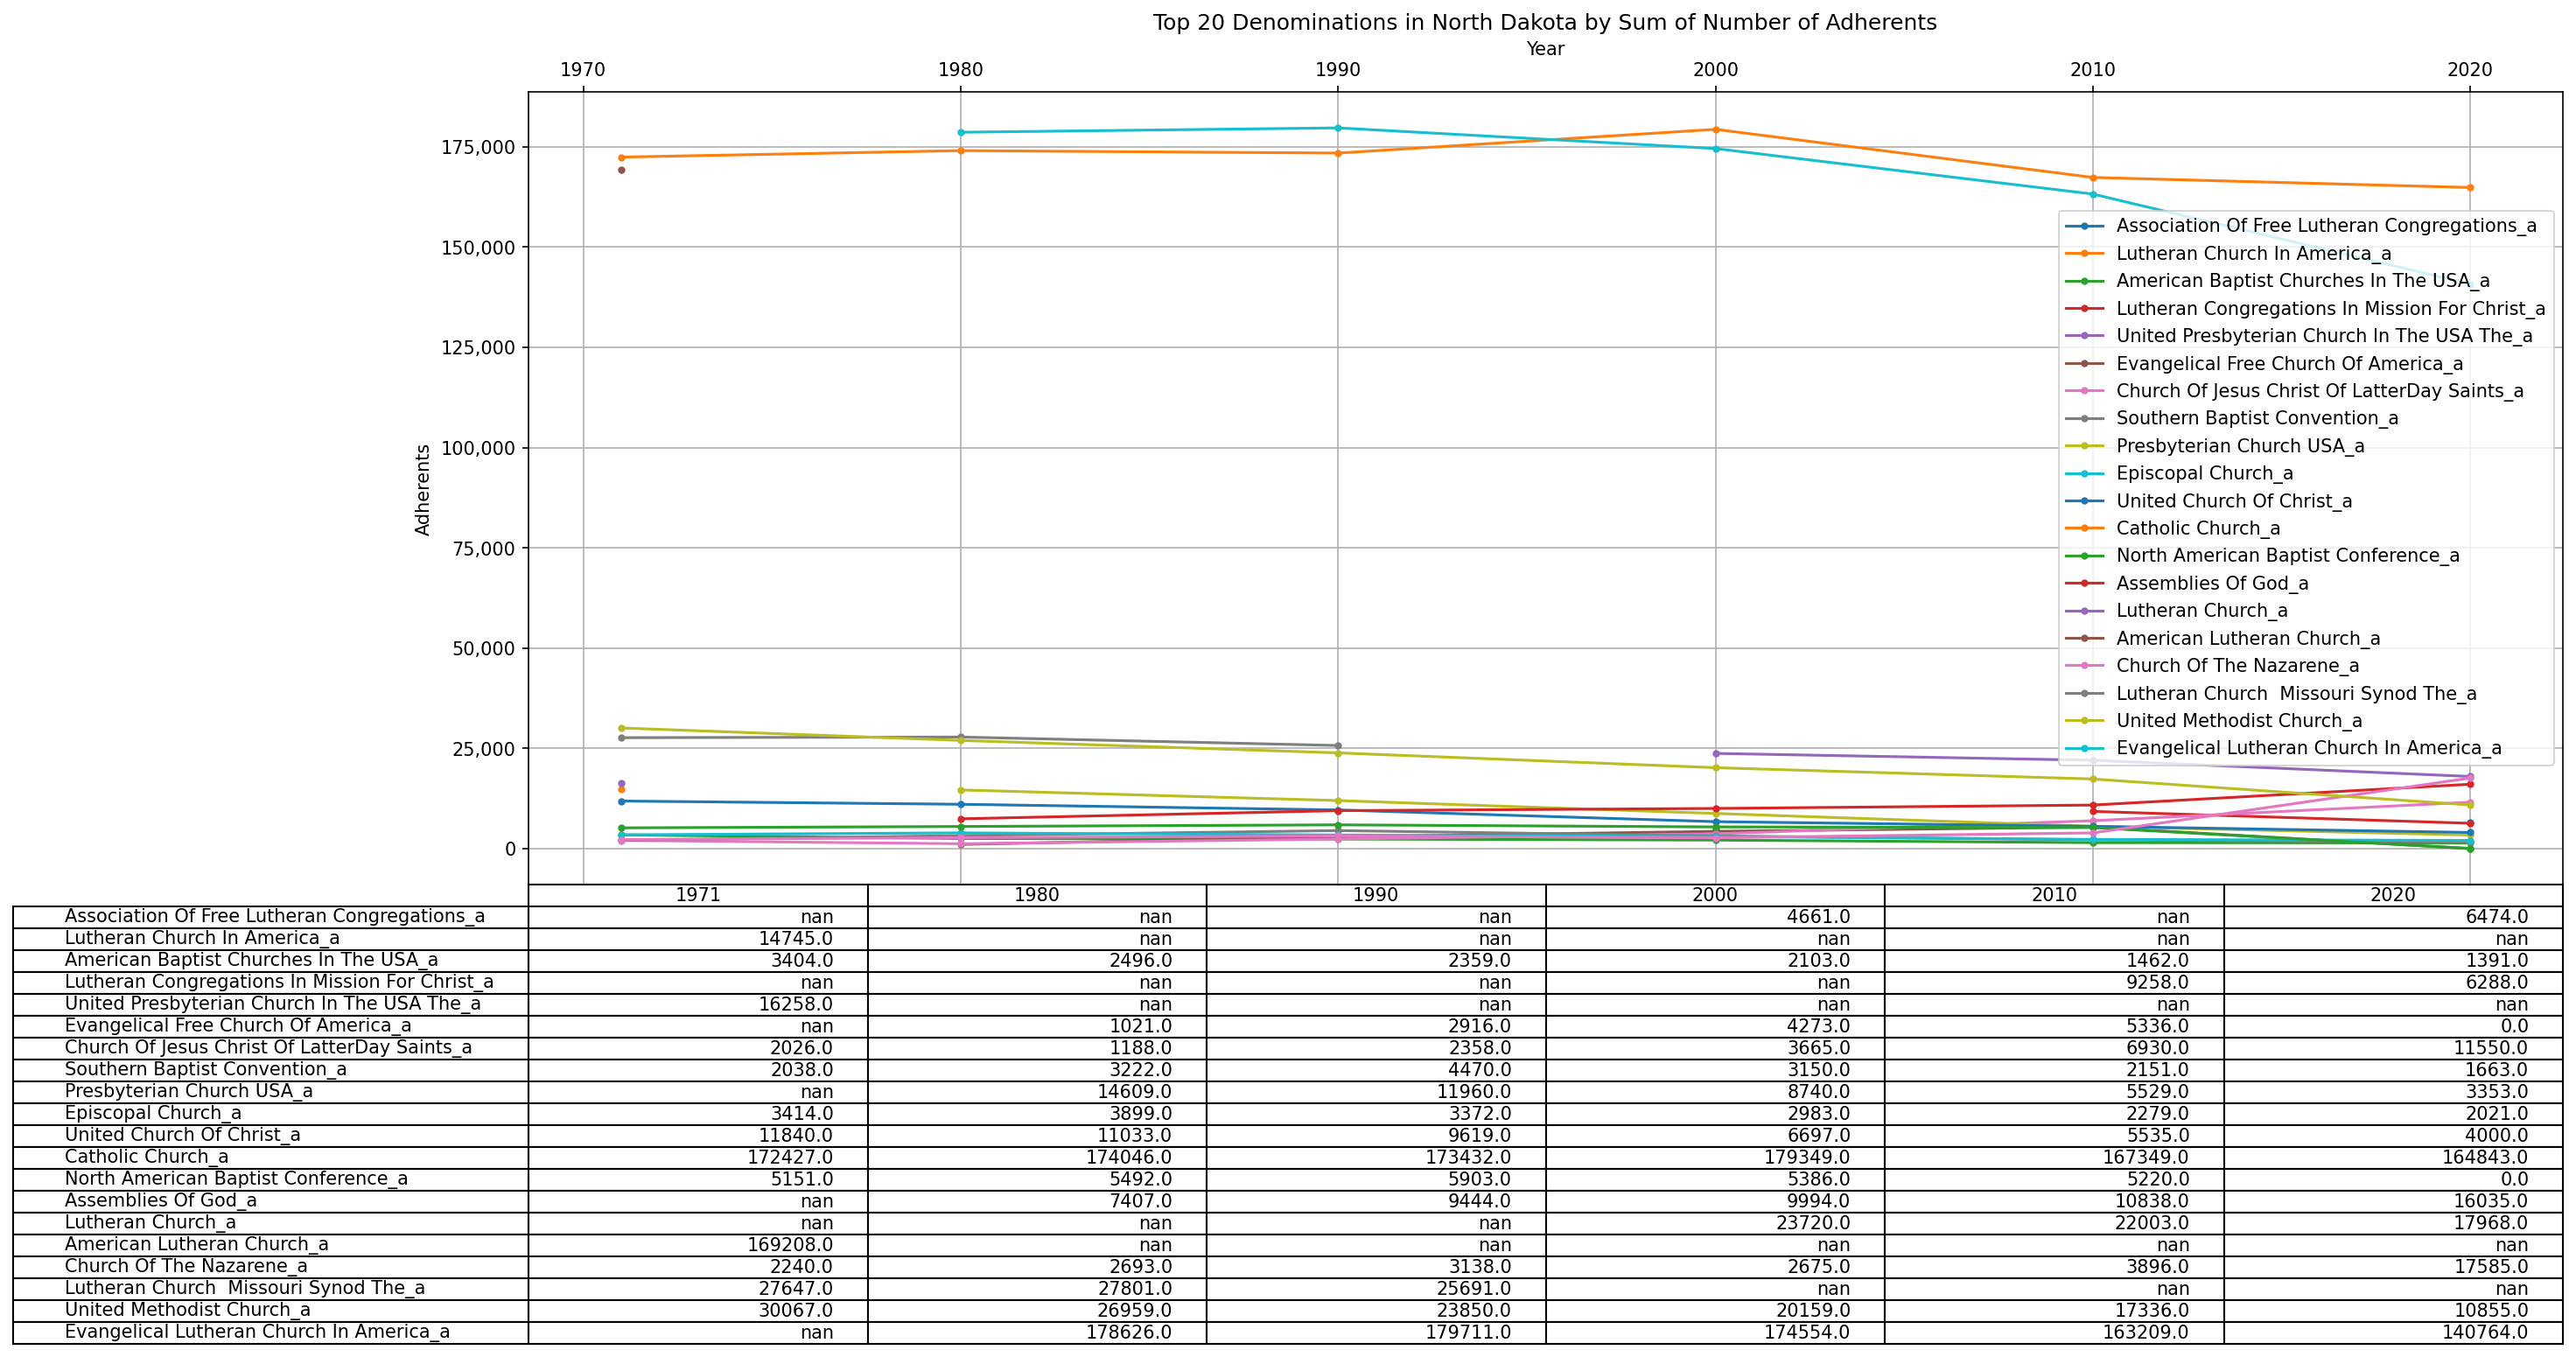 Top 20 Denominations in North Dakota by Sum of Number of Adherents
Year
1970 1980 1990 2000 2010 2020
175,000
150,000
125,000
100,000
75,000
50,000
25,000
0
Adherents
Association Of Free Lutheran Congregations_a
Lutheran Church In America_a
American Baptist Churches In The USA_a
Lutheran Congregations In Mission For Christ_a
United Presbyterian Church In The USA The_a
Evangelical Free Church Of America_a
Church Of Jesus Christ Of LatterDay Saints_a
Southern Baptist Convention_a
Presbyterian Church USA_a
Episcopal Church_a
United Church Of Christ_a
Catholic Church_a
North American Baptist Conference_a
Assemblies Of God_a
Lutheran Church_a
American Lutheran Church_a
Church Of The Nazarene_a
Lutheran Church  Missouri Synod The_a
United Methodist Church_a
Evangelical Lutheran Church In America_a
1971 1980 1990 2000 2010 2020
Association Of Free Lutheran Congregations_a nan nan nan 4661.0 nan 6474.0
Lutheran Church In America_a 14745.0 nan nan nan nan nan
American Baptist Churches In The USA_a 3404.0 2496.0 2359.0 2103.0 1462.0 1391.0
Lutheran Congregations In Mission For Christ_a nan nan nan nan 9258.0 6288.0
United Presbyterian Church In The USA The_a 16258.0 nan nan nan nan nan
Evangelical Free Church Of America_a nan 1021.0 2916.0 4273.0 5336.0 0.0
Church Of Jesus Christ Of LatterDay Saints_a 2026.0 1188.0 2358.0 3665.0 6930.0 11550.0
Southern Baptist Convention_a 2038.0 3222.0 4470.0 3150.0 2151.0 1663.0
Presbyterian Church USA_a nan 14609.0 11960.0 8740.0 5529.0 3353.0
Episcopal Church_a 3414.0 3899.0 3372.0 2983.0 2279.0 2021.0
United Church Of Christ_a 11840.0 11033.0 9619.0 6697.0 5535.0 4000.0
Catholic Church_a 172427.0 174046.0 173432.0 179349.0 167349.0 164843.0
North American Baptist Conference_a 5151.0 5492.0 5903.0 5386.0 5220.0 0.0
Assemblies Of God_a nan 7407.0 9444.0 9994.0 10838.0 16035.0
Lutheran Church_a nan nan nan 23720.0 22003.0 17968.0
American Lutheran Church_a 169208.0 nan nan nan nan nan
Church Of The Nazarene_a 2240.0 2693.0 3138.0 2675.0 3896.0 17585.0
Lutheran Church  Missouri Synod The_a 27647.0 27801.0 25691.0 nan nan nan
United Methodist Church_a 30067.0 26959.0 23850.0 20159.0 17336.0 10855.0
Evangelical Lutheran Church In America_a nan 178626.0 179711.0 174554.0 163209.0 140764.0